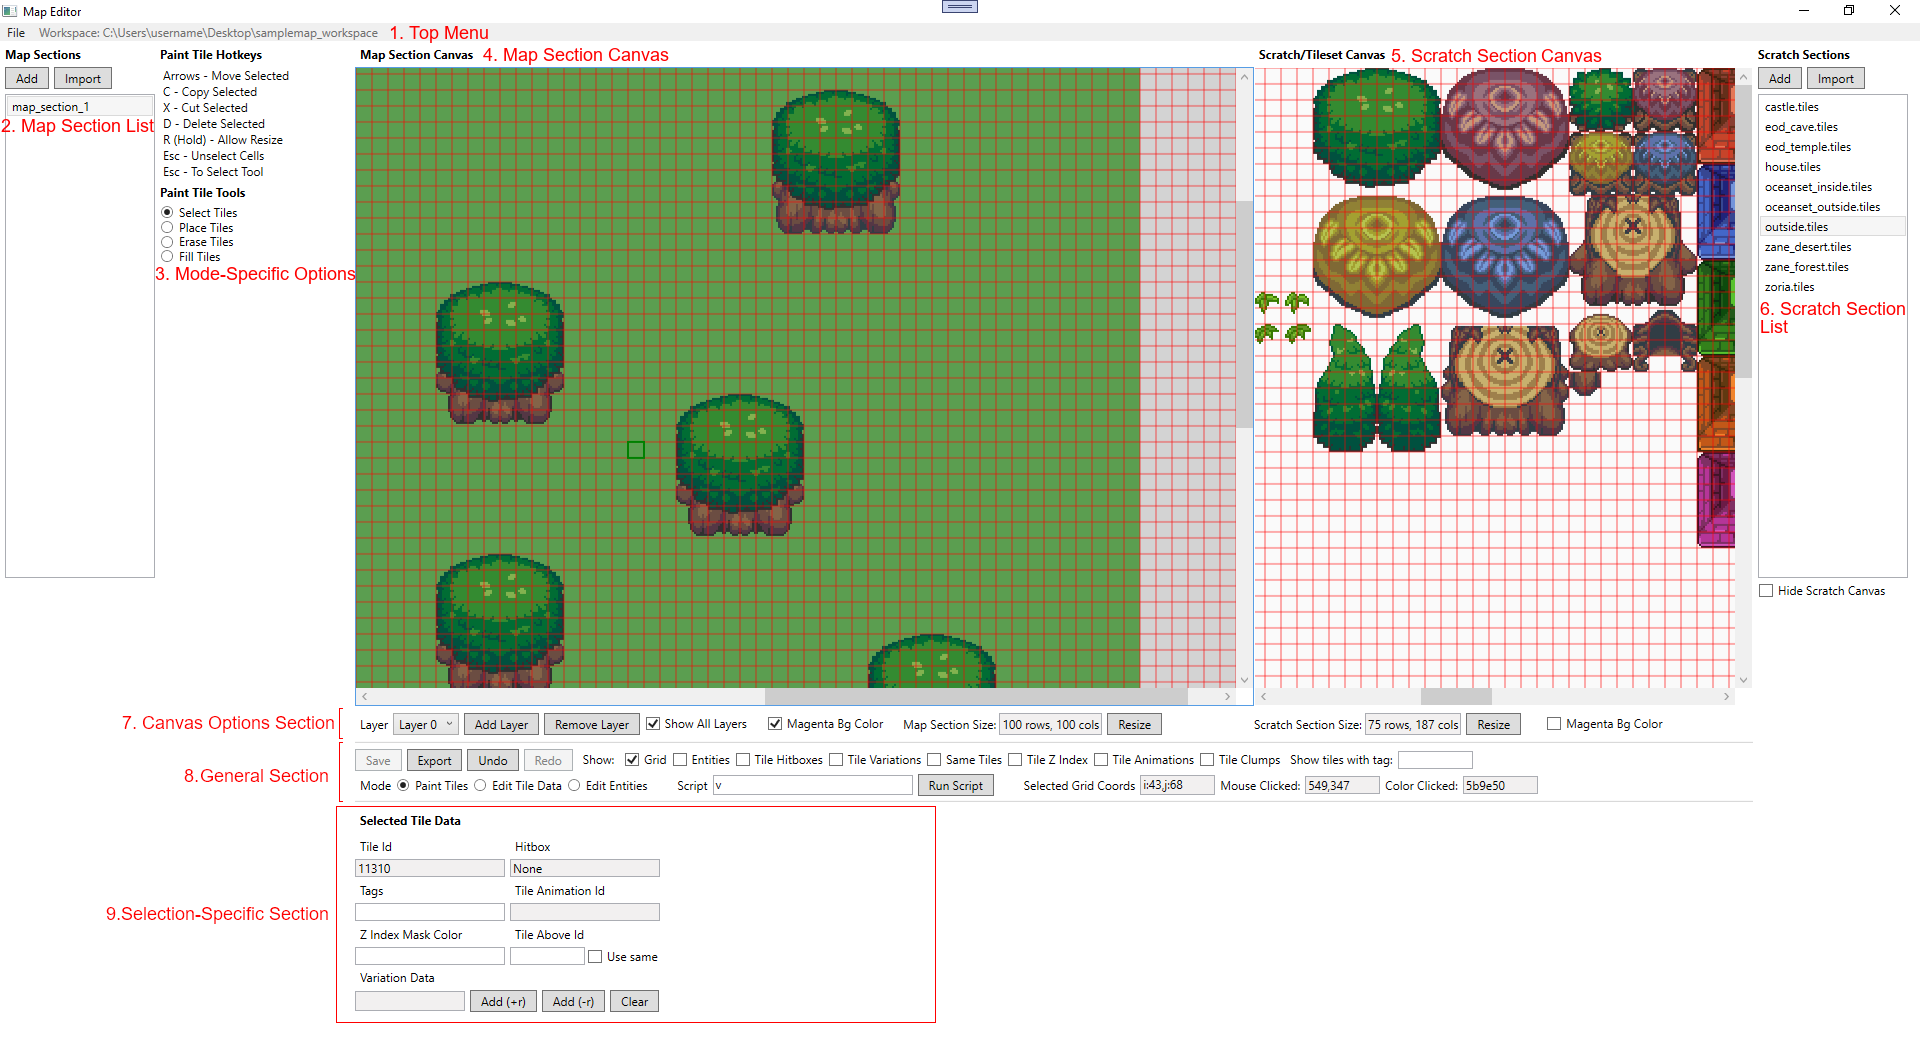 Map Editor
File Workspace: C:\Users\username\Desktop\samplemap_workspace 1. Top Menu
Map Sections
Add Import
map_section_1
2. Map Section List
Paint Tile Hotkeys
Arrows - Move Selected
C - Copy Selected
X - Cut Selected
D - Delete Selected
R (Hold) - Allow Resize
Esc - Unselect Cells
Esc - To Select Tool
Paint Tile Tools
Select Tiles
Place Tiles
Erase Tiles
Fill Tiles
3. Mode-Specific Options
Map Section Canvas 4. Map Section Canvas
Scratch/Tileset Canvas 5. Scratch Section Canvas
Scratch Sections
Add Import
castle.tiles
eod_cave.tiles
eod_temple.tiles
house.tiles
oceanset_inside.tiles
oceanset_outside.tiles
outside.tiles
zane_desert.tiles
zane_forest.tiles
zoria.tiles
6. Scratch Section
List
Hide Scratch Canvas
7. Canvas Options Section
Layer Layer 0 Add Layer Remove Layer Show All Layers Magenta Bg Color Map Section Size: 100 rows, 100 cols Resize Scratch Section Size: 75 rows, 187 cols Resize Magenta Bg Color
8.General Section
Save Export Undo Redo Show: Grid Entities Tile Hitboxes Tile Variations Same Tiles Tile Z Index Tile Animations Tile Clumps Show tiles with tag:
Mode Paint Tiles Edit Tile Data Edit Entities Script v Run Script Selected Grid Coords i:43,j:68 Mouse Clicked: 549,347 Color Clicked: 5b9e50
9.Selection-Specific Section
Selected Tile Data
Tile Id Hitbox
11310 None
Tags Tile Animation Id
Z Index Mask Color Tile Above Id
Use same
Variation Data
Add (+r) Add (-r) Clear